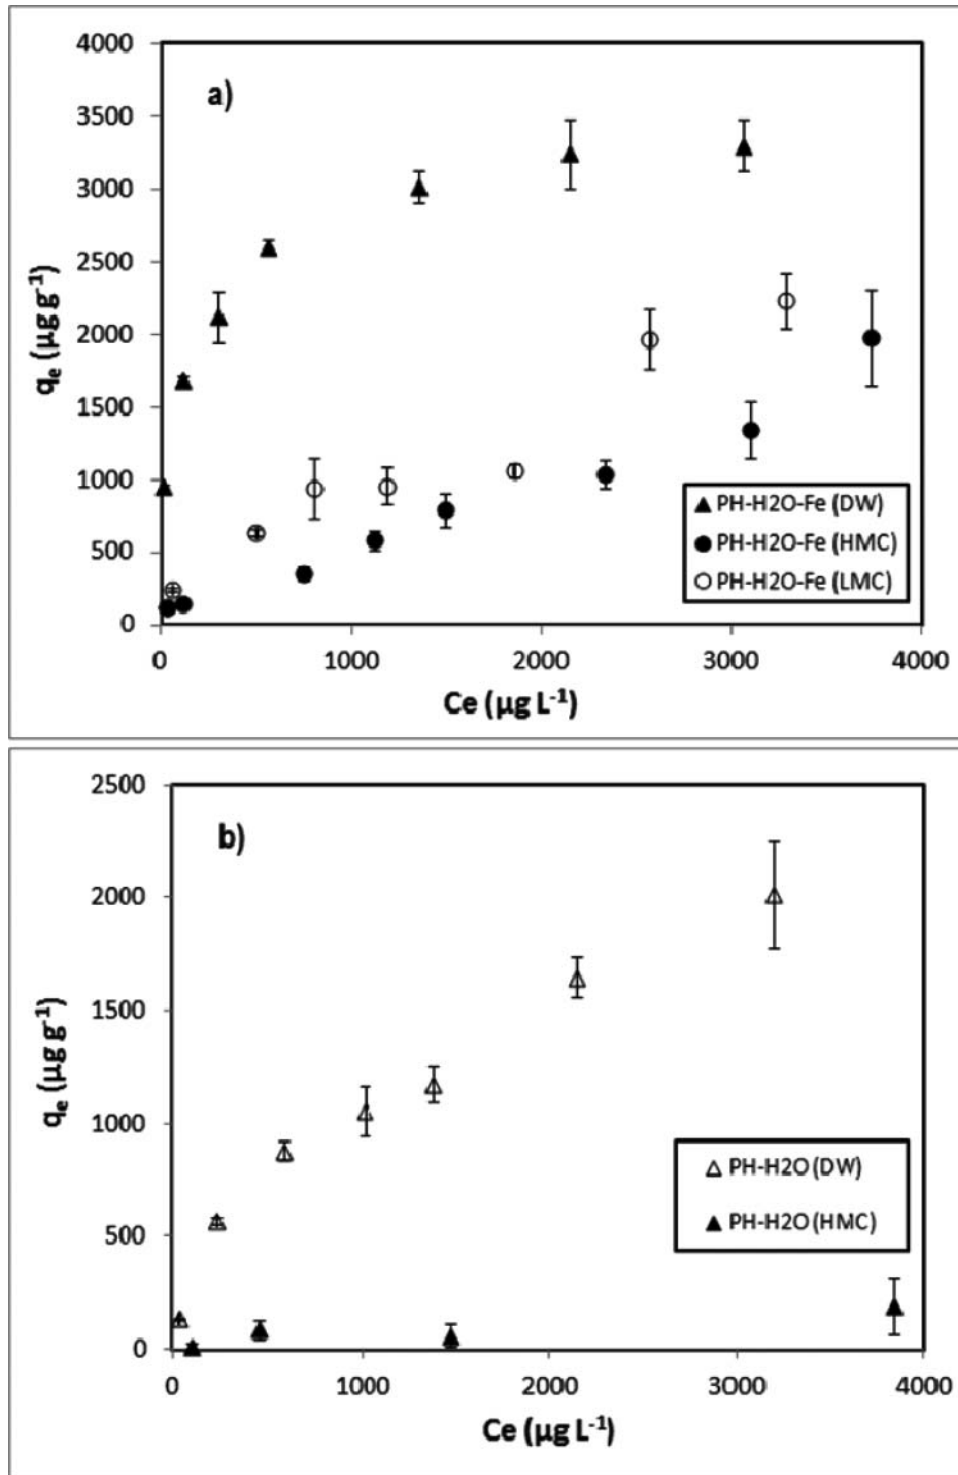 a)
4000
3500
3000
2500
2000
1500
1000
500
0
qₑ (µg g⁻¹)
0 1000 2000 3000 4000
Ce (µg L⁻¹)
PH-H2O-Fe (DW)
PH-H2O-Fe (HMC)
PH-H2O-Fe (LMC)
b)
2500
2000
1500
1000
500
0
qₑ (µg g⁻¹)
0 1000 2000 3000 4000
Ce (µg L⁻¹)
PH-H2O (DW)
PH-H2O (HMC)